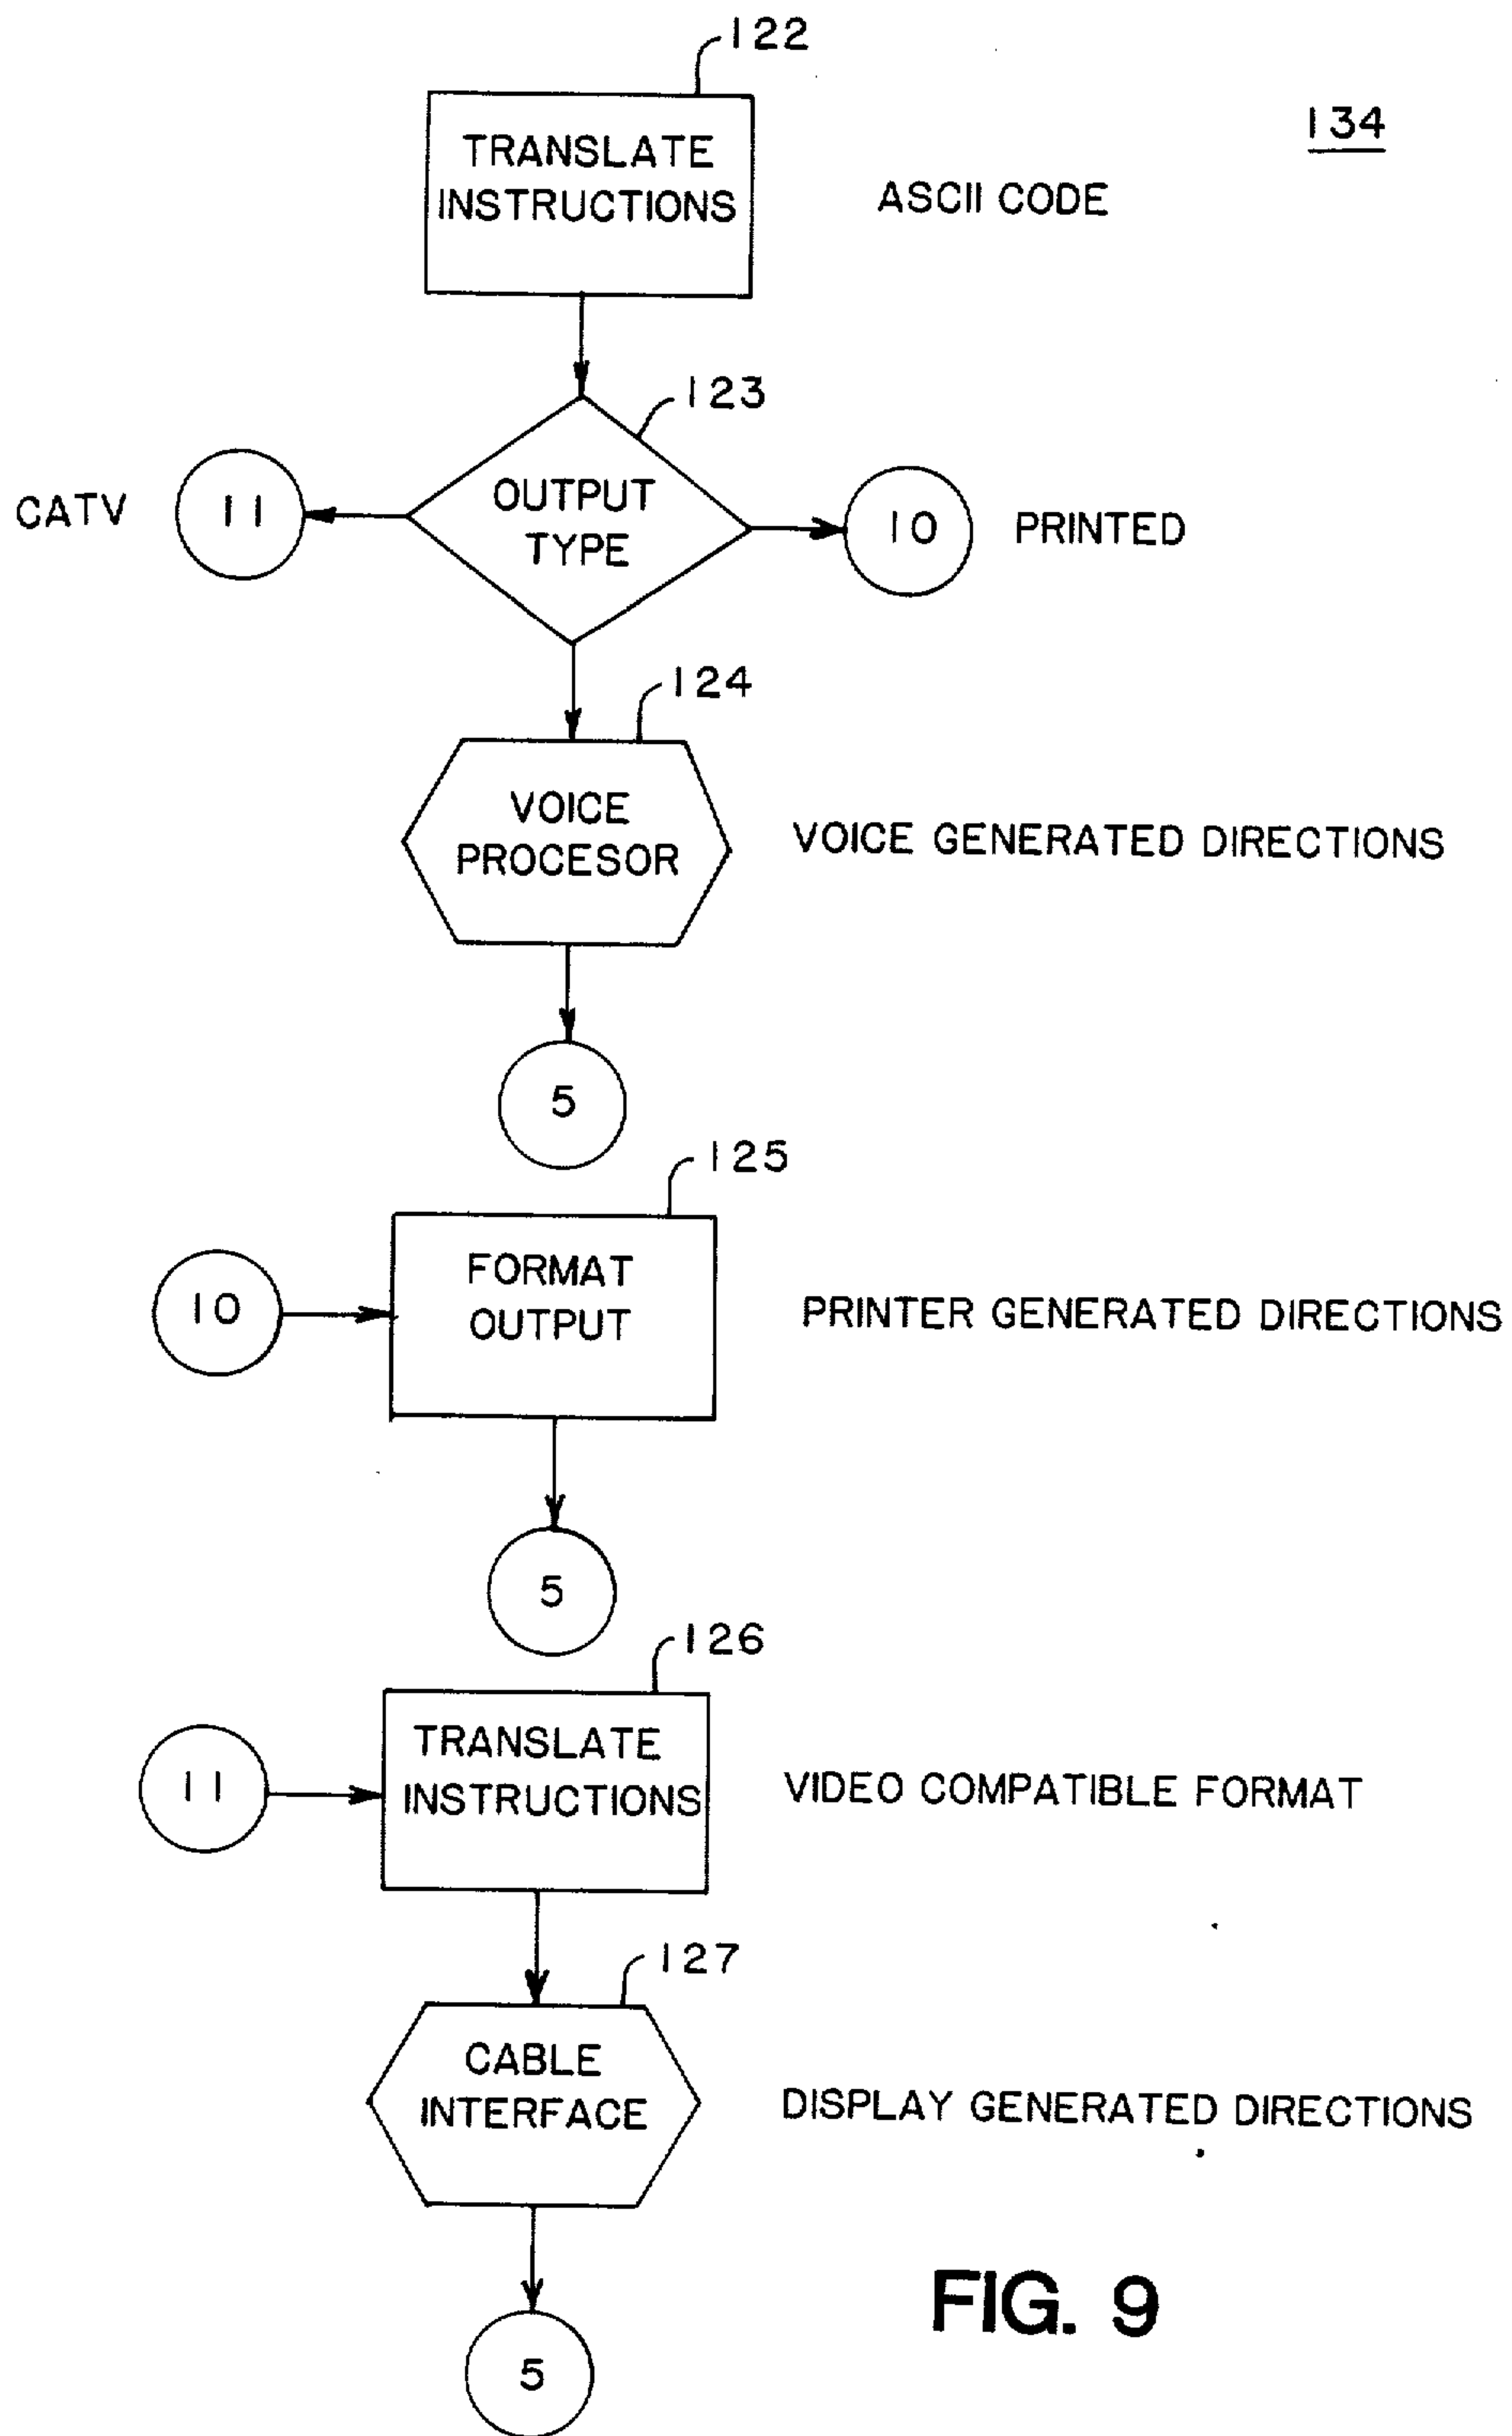 122
134
TRANSLATE
INSTRUCTIONS
ASCII CODE
123
CATV
11
OUTPUT
TYPE
10
PRINTED
124
VOICE
PROCESOR
VOICE GENERATED DIRECTIONS
5
125
10
FORMAT
OUTPUT
PRINTER GENERATED DIRECTIONS
5
126
11
TRANSLATE
INSTRUCTIONS
VIDEO COMPATIBLE FORMAT
127
CABLE
INTERFACE
DISPLAY GENERATED DIRECTIONS
5
FIG. 9